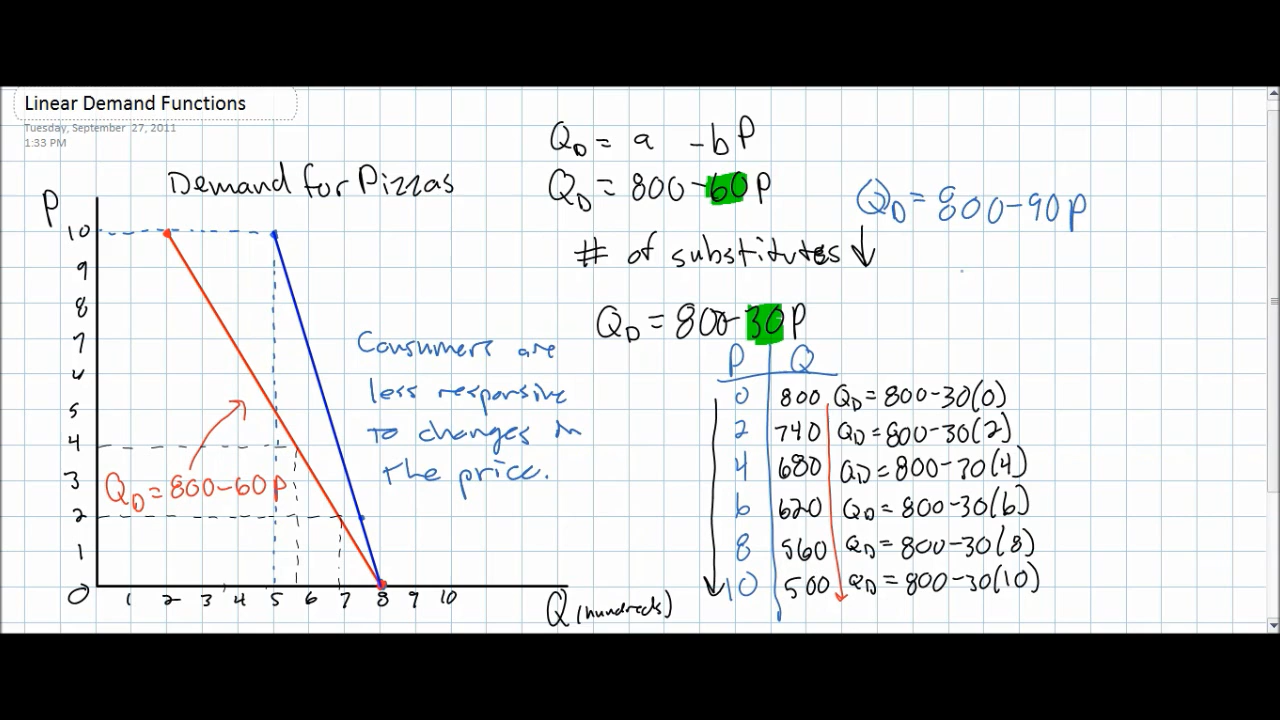 Linear Demand Functions
Tuesday, September 27, 2011
1:33 PM
Demand for Pizzas
P
10
9
8
7
6
5
4
3
2
1
0
1 2 3 4 5 6 7 8 9 10
Q (hundreds)
Q_D = 800-60P
Consumers are
less responsive
to changes in
the price.
Q_D = a -bP
Q_D = 800-60P
Q_D = 800-90P
# of substitutes ↓
Q_D = 800-30P
P Q
0 800 Q_D = 800-30(0)
2 740 Q_D = 800-30(2)
4 680 Q_D = 800-30(4)
6 620 Q_D = 800-30(6)
8 560 Q_D = 800-30(8)
10 500 Q_D = 800-30(10)